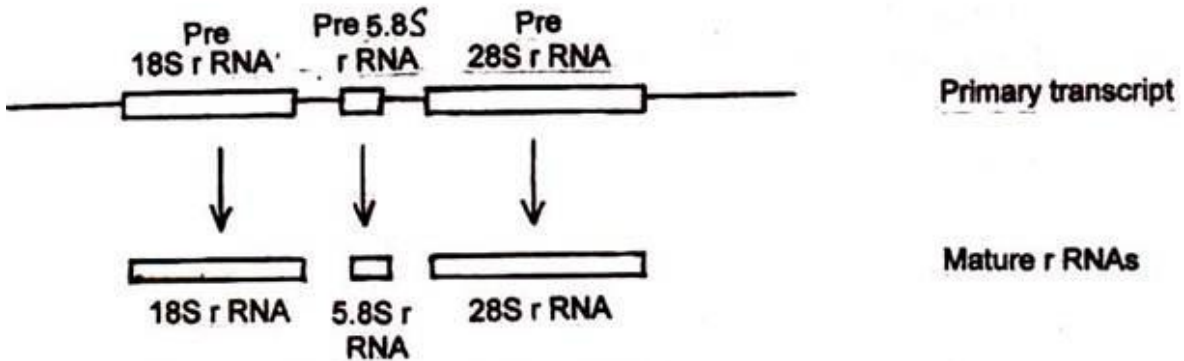 Pre
18S r RNA
Pre 5.8S
r RNA
Pre
28S r RNA
Primary transcript
Mature r RNAs
18S r RNA
5.8S r
RNA
28S r RNA